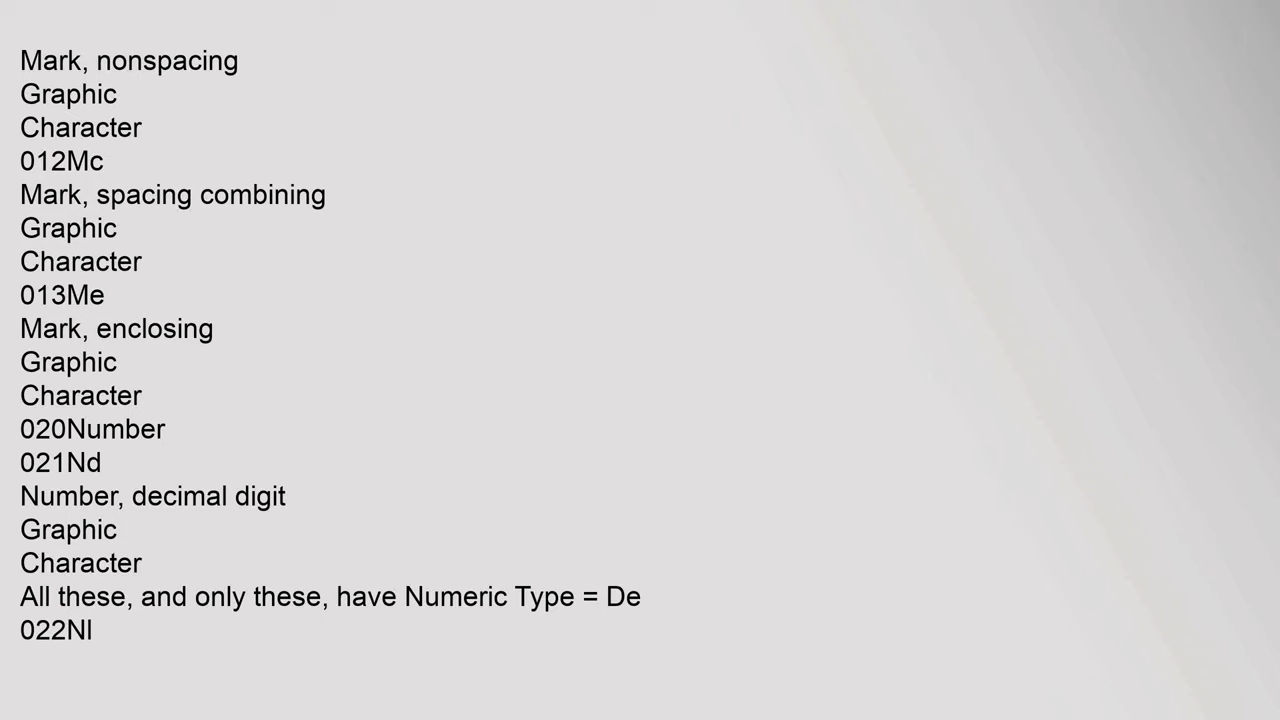 Mark, nonspacing
Graphic
Character
012Mc
Mark, spacing combining
Graphic
Character
013Me
Mark, enclosing
Graphic
Character
020Number
021Nd
Number, decimal digit
Graphic
Character
All these, and only these, have Numeric Type = De
022Nl